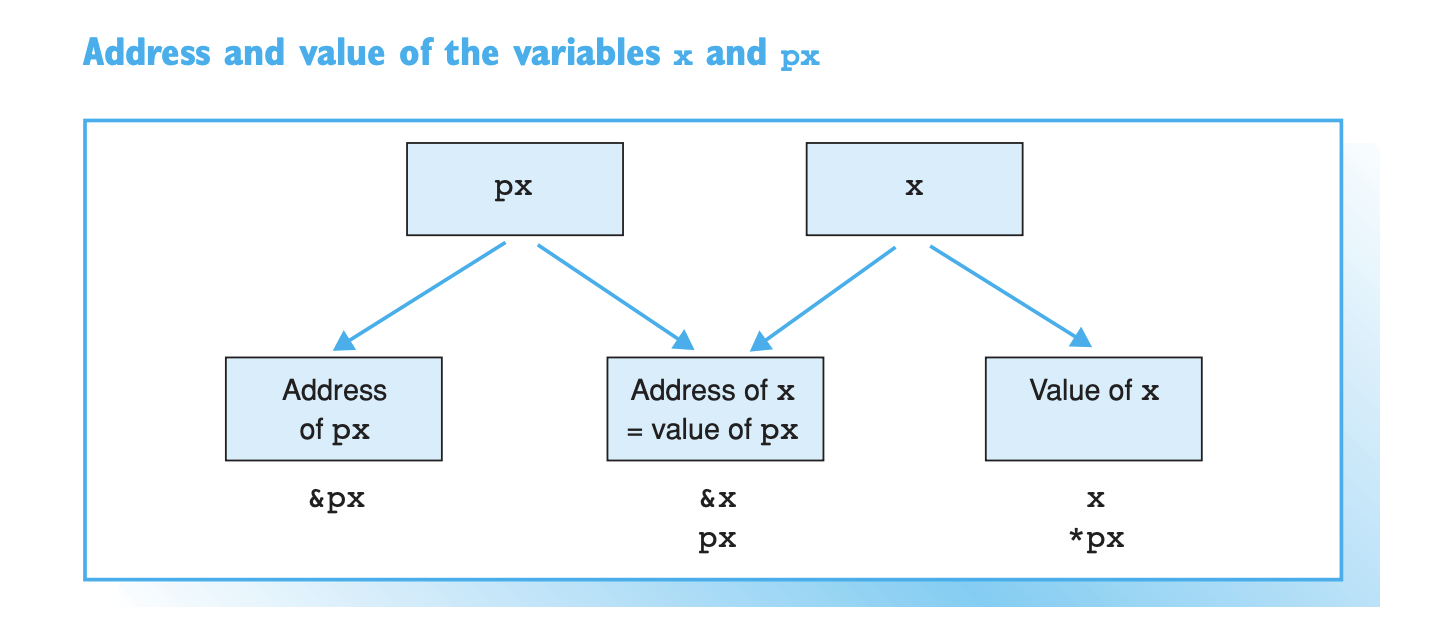 Address and value of the variables x and px
px
x
Address
of px
Address of x
= value of px
Value of x
&px
&x
x
px
*px